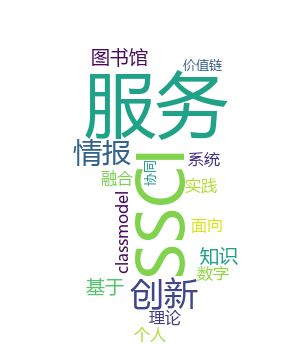 图书馆
价值链
服务
情报
协同
系统
融合
实践
SSCI
classmodel
面向
知识
数字
基于
创新
理论
个人